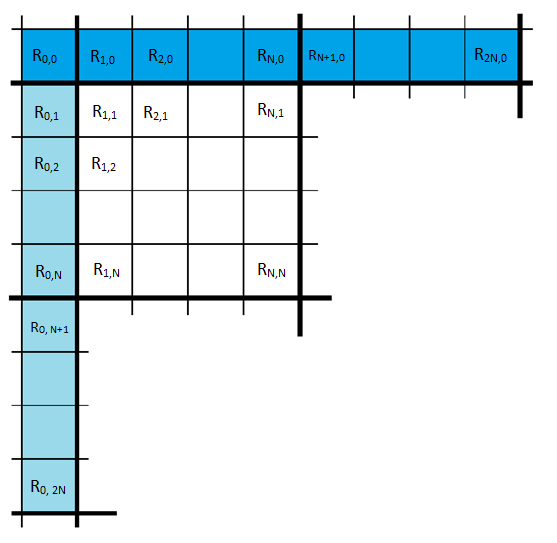 R0,0 R1,0 R2,0 RN,0 RN+1,0 R2N,0
R0,1 R1,1 R2,1 RN,1
R0,2 R1,2
R0,N R1,N RN,N
R0, N+1
R0, 2N